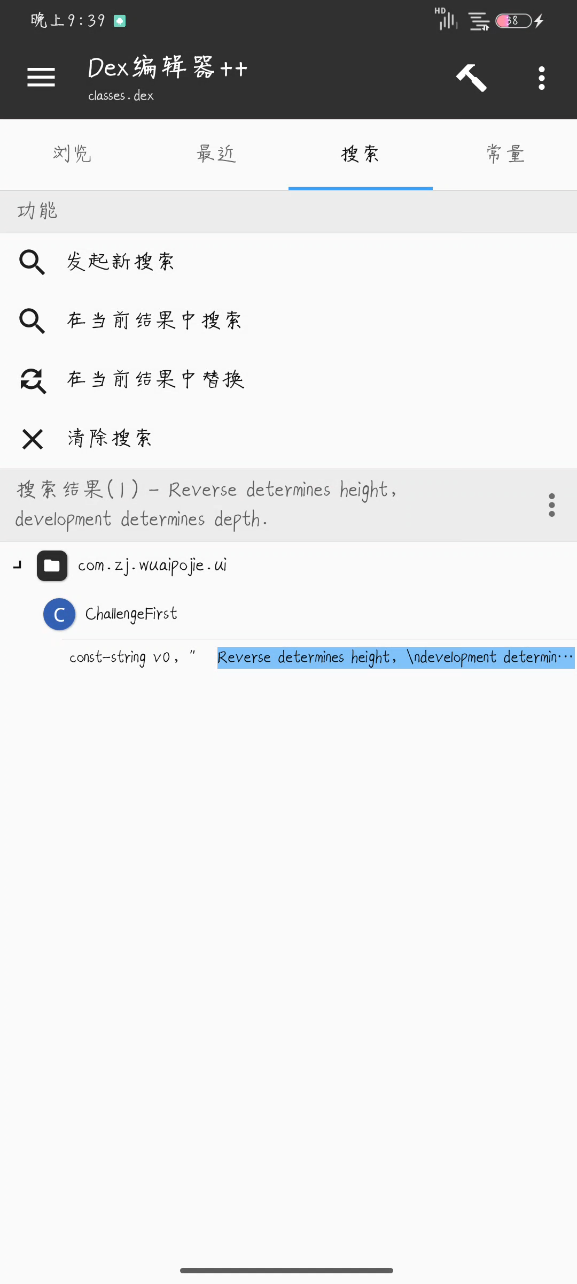 晚上9:39
HD
38
Dex编辑器++
classes.dex
浏览
最近
搜索
常量
功能
发起新搜索
在当前结果中搜索
在当前结果中替换
清除搜索
搜索结果(1) - Reverse determines height,
development determines depth.
com.zj.wuaipojie.ui
C
ChallengeFirst
const-string v0, " Reverse determines height, \ndevelopment determin…